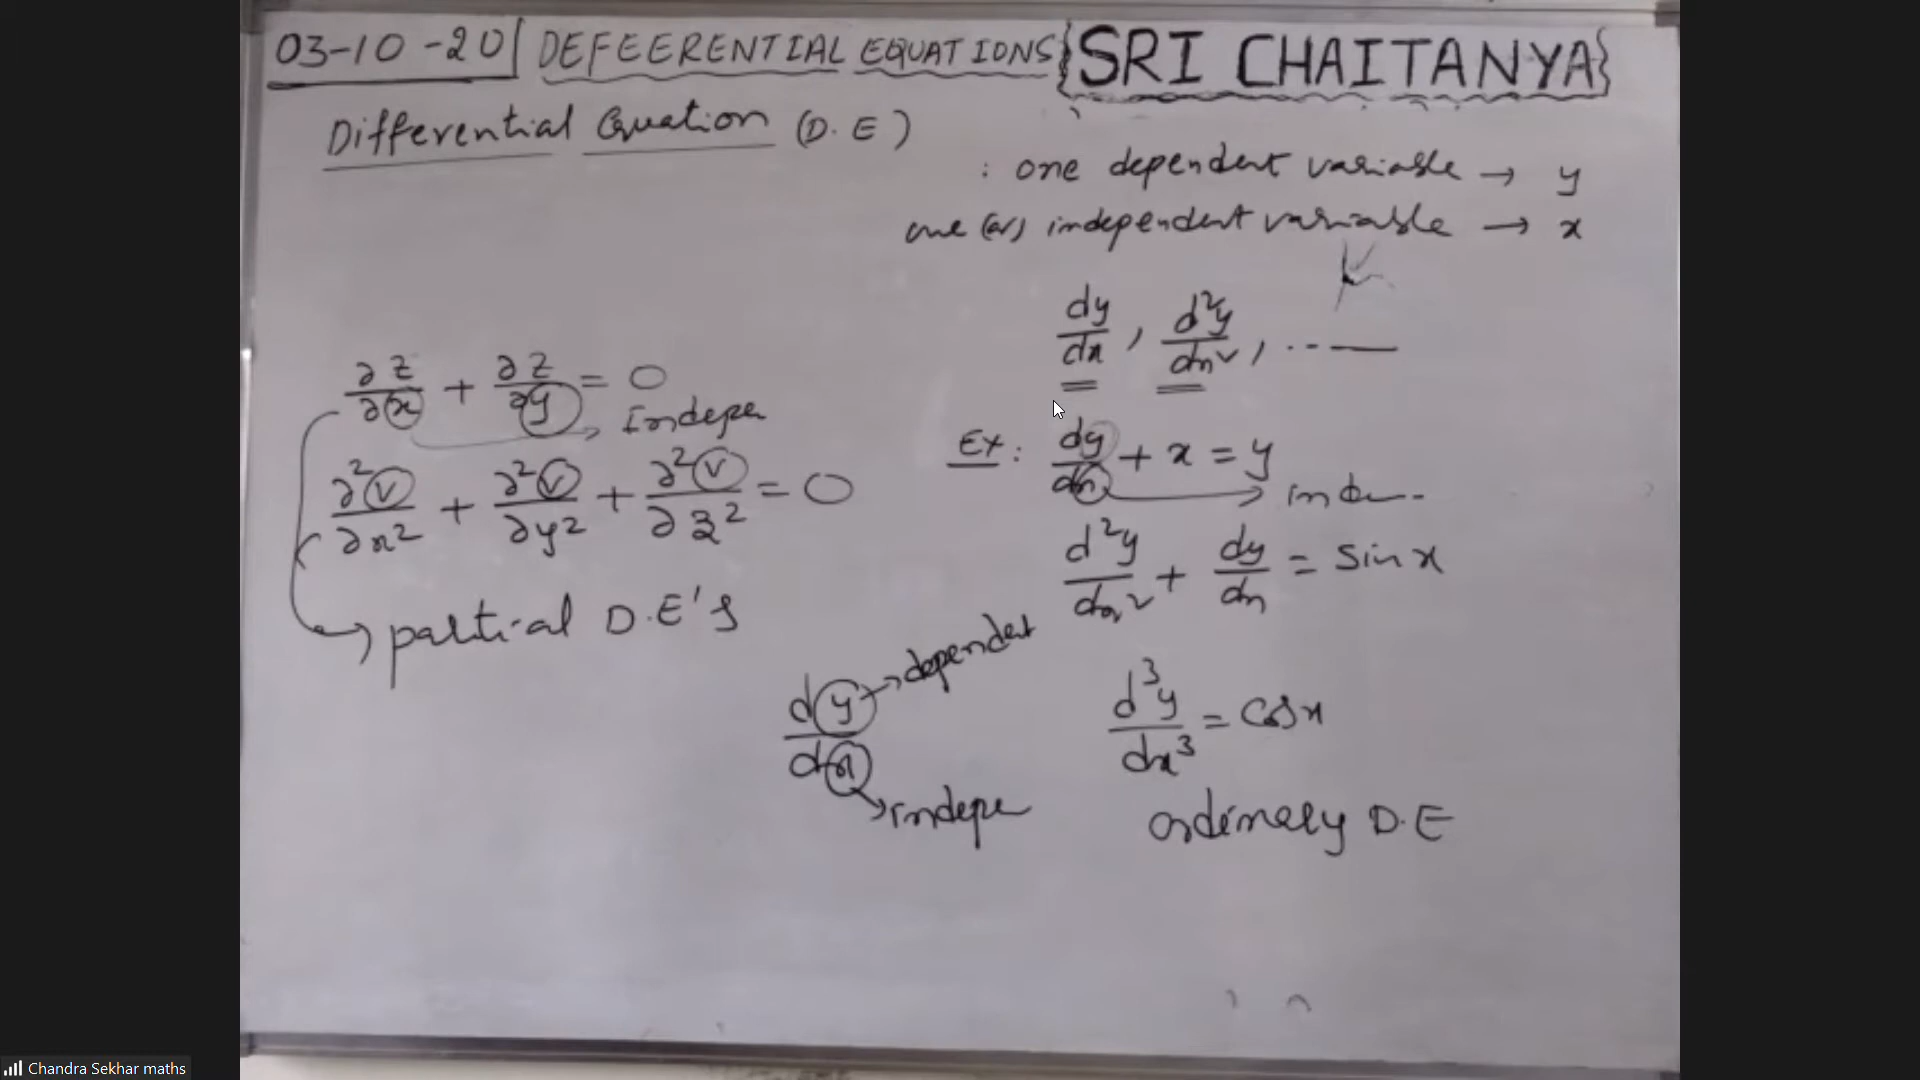 03-10-20 | DEFEERENTIAL EQUATIONS {SRI CHAITANYA}
Differential Equation (D.E)
: one dependent variable → y
one (or) independent variable → x
dy/dx, d²y/dx², ......
∂z/∂x + ∂z/∂y = 0
Indepe
∂²v/∂x² + ∂²v/∂y² + ∂²v/∂z² = 0
partial D.E's
Ex: dy/dx + x = y
d²y/dx² + dy/dx = sin x
dy/dx
dependent
indepe
d³y/dx³ = cos x
ordinary D.E
Chandra Sekhar maths